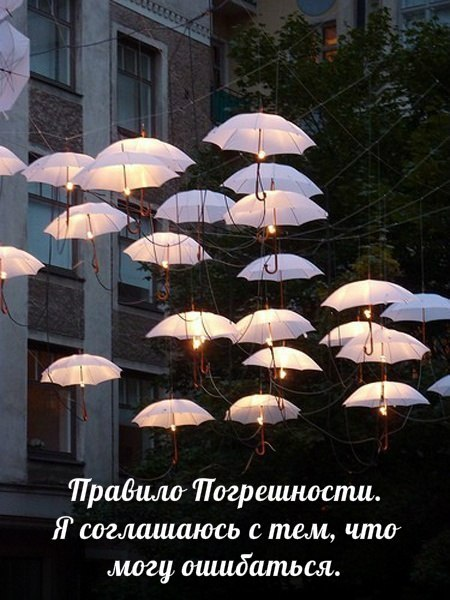 Правило Погрешности.
Я соглашаюсь с тем, что
могу ошибаться.